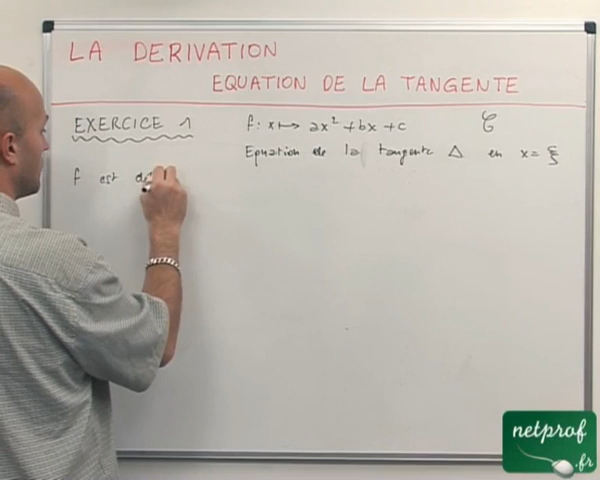 LA DERIVATION
EQUATION DE LA TANGENTE
EXERCICE 1
f: x ↦ ax² + bx + c
C
Equation de la tangente Δ en x = ξ
f est
netprof
.fr